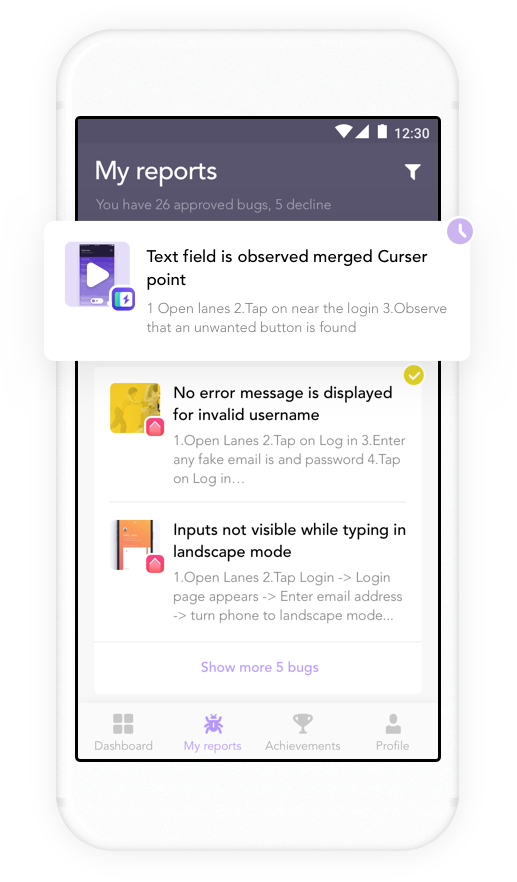 12:30
My reports
You have 26 approved bugs, 5 decline
Text field is observed merged Curser
point
1 Open lanes 2.Tap on near the login 3.Observe
that an unwanted button is found
No error message is displayed
for invalid username
1.Open Lanes 2.Tap on Log in 3.Enter
any fake email is and password 4.Tap
on Log in…
Inputs not visible while typing in
landscape mode
1.Open Lanes 2.Tap Login -> Login
page appears -> Enter email address
-> turn phone to landscape mode...
Show more 5 bugs
Dashboard
My reports
Achievements
Profile